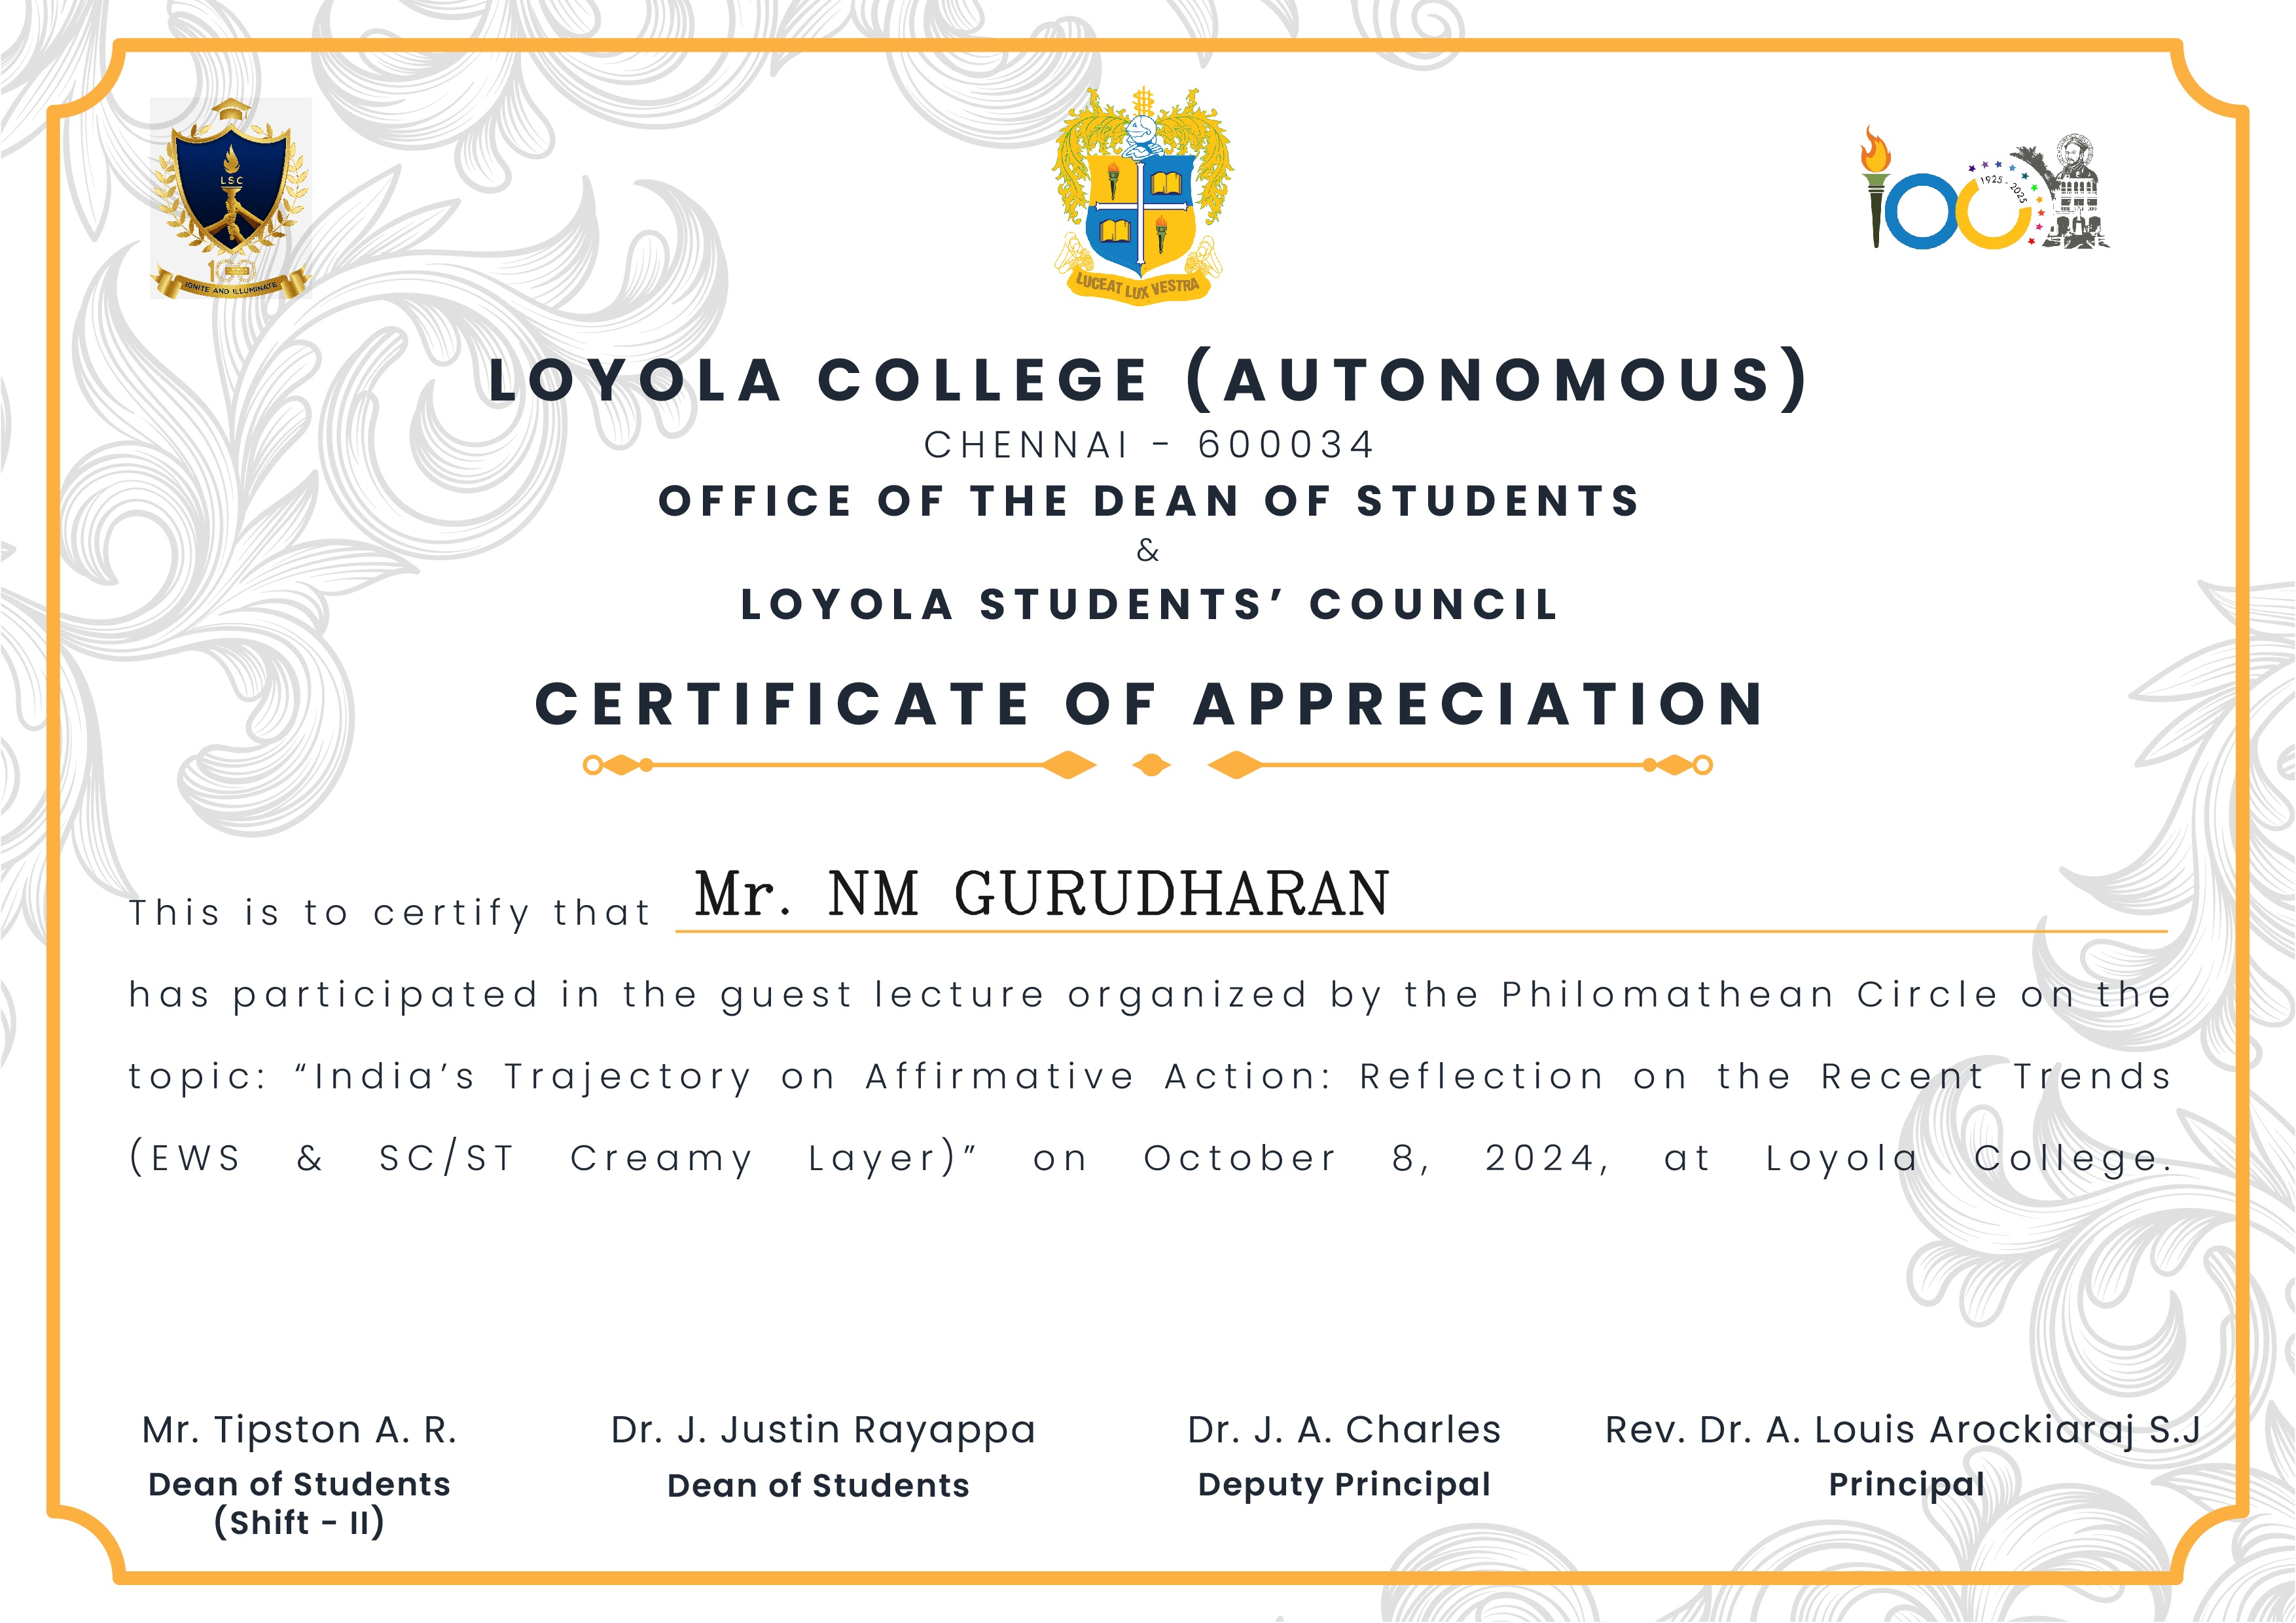 LSC
IGNITE AND ILLUMINATE
LUCEAT LUX VESTRA
100
1925 - 2025
LOYOLA COLLEGE (AUTONOMOUS)
CHENNAI - 600034
OFFICE OF THE DEAN OF STUDENTS
&
LOYOLA STUDENTS’ COUNCIL
CERTIFICATE OF APPRECIATION
This is to certify that Mr. NM GURUDHARAN
has participated in the guest lecture organized by the Philomathean Circle on the
topic: “India’s Trajectory on Affirmative Action: Reflection on the Recent Trends
(EWS & SC/ST Creamy Layer)” on October 8, 2024, at Loyola College.
Mr. Tipston A. R. Dr. J. Justin Rayappa Dr. J. A. Charles Rev. Dr. A. Louis Arockiaraj S.J
Dean of Students Dean of Students Deputy Principal Principal
(Shift - II)